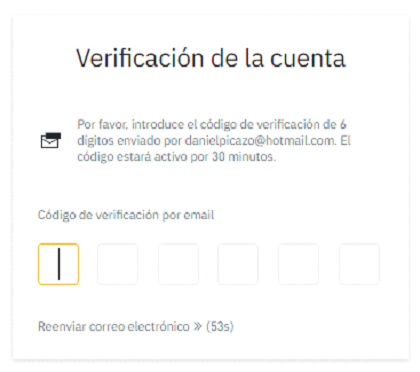 Verificación de la cuenta
Por favor, introduce el código de verificación de 6
dígitos enviado por danielpicazo@hotmail.com. El
código estará activo por 30 minutos.
Código de verificación por email
Reenviar correo electrónico » (53s)